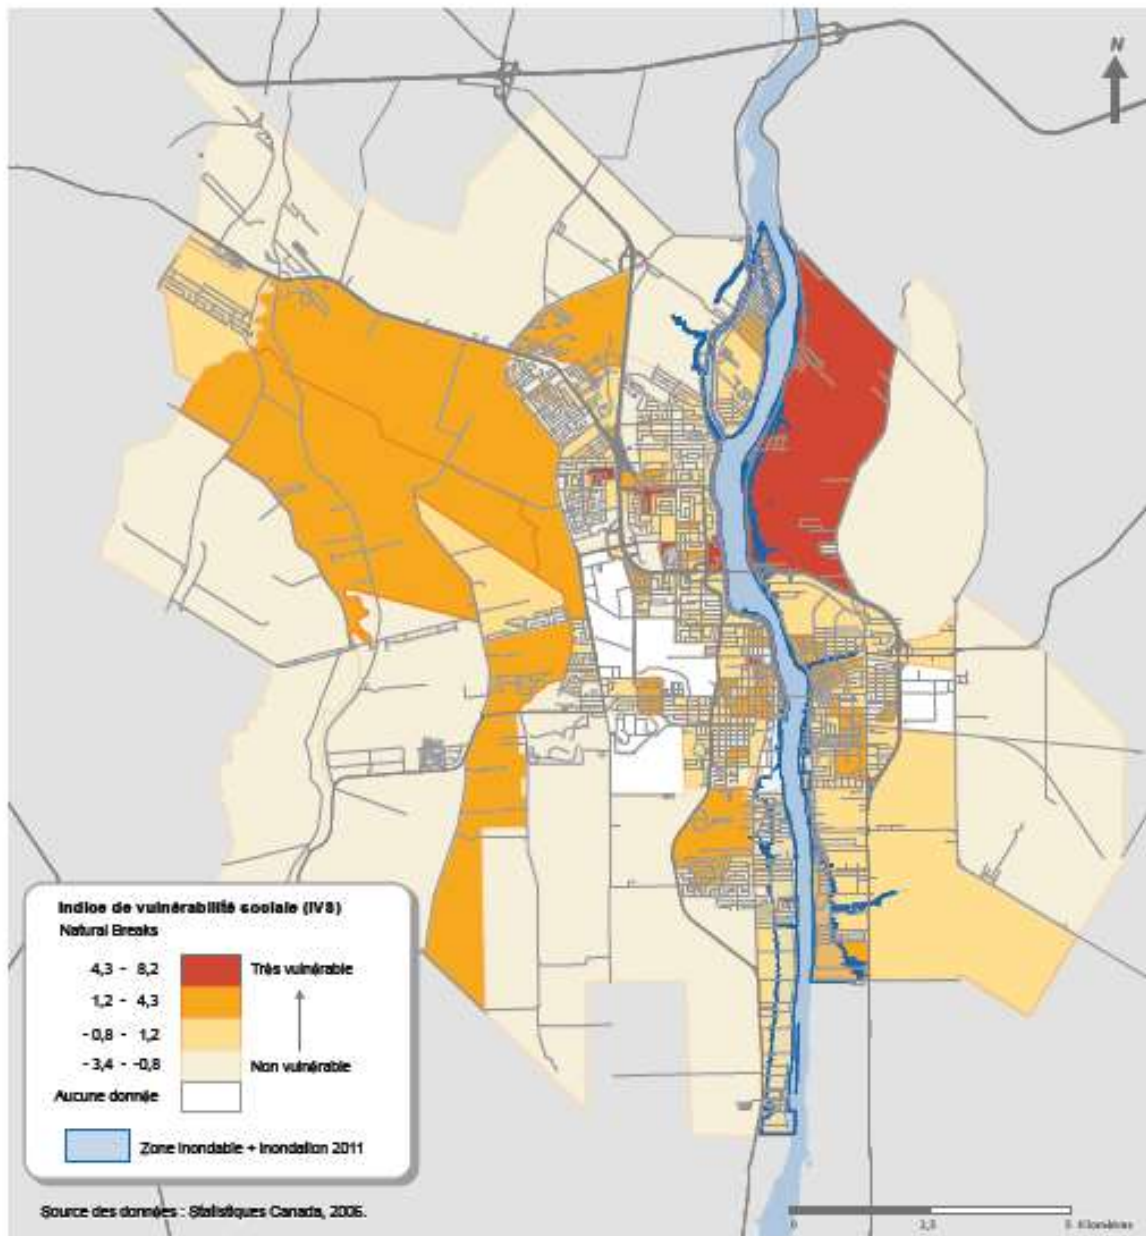 N
Indice de vulnérabilité sociale (IVS)
Natural Breaks
4,3 - 8,2 Très vulnérable
1,2 - 4,3
-0,8 - 1,2
-3,4 - -0,8 Non vulnérable
Aucune donnée
Zone inondable + inondation 2011
Source des données : Statistiques Canada, 2006.
0 2,5 5 Kilomètres